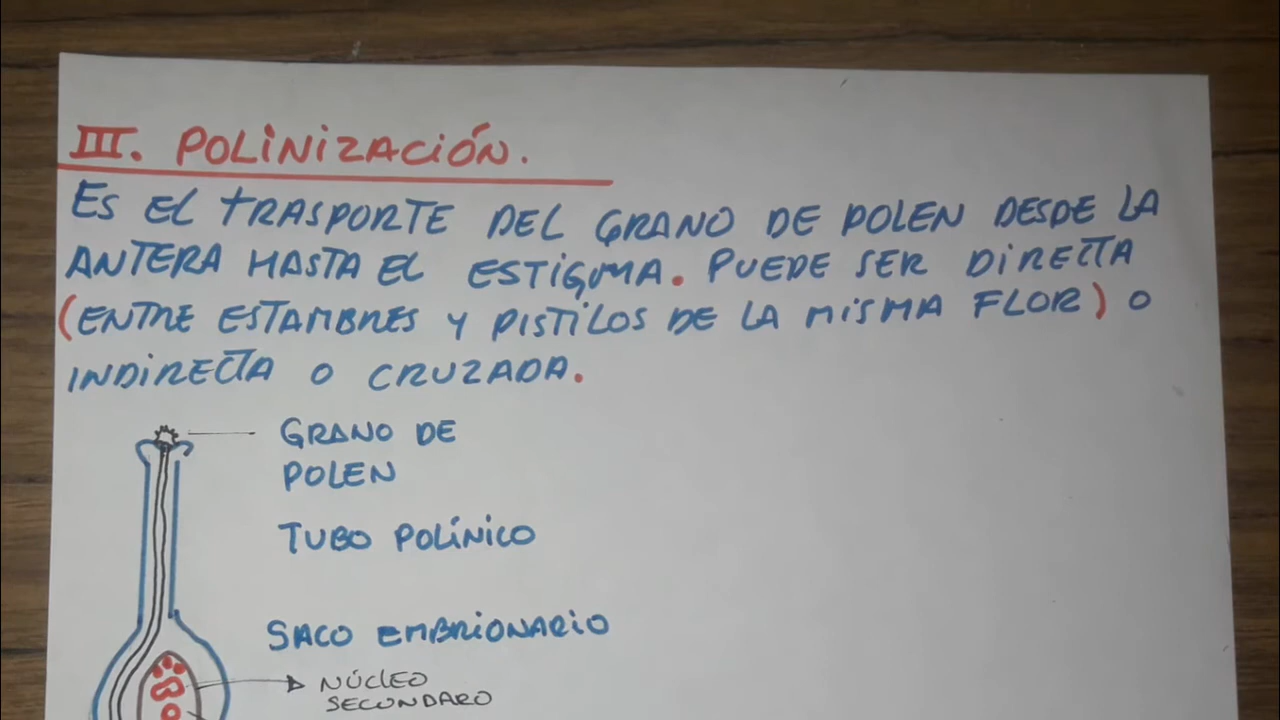 III. POLINIZACIÓN.
ES EL TRASPORTE DEL GRANO DE POLEN DESDE LA
ANTERA HASTA EL ESTIGMA. PUEDE SER DIRECTA
(ENTRE ESTAMBRES Y PISTILOS DE LA MISMA FLOR) O
INDIRECTA O CRUZADA.
GRANO DE
POLEN
TUBO POLÍNICO
SACO EMBRIONARIO
NÚCLEO
SECUNDARO